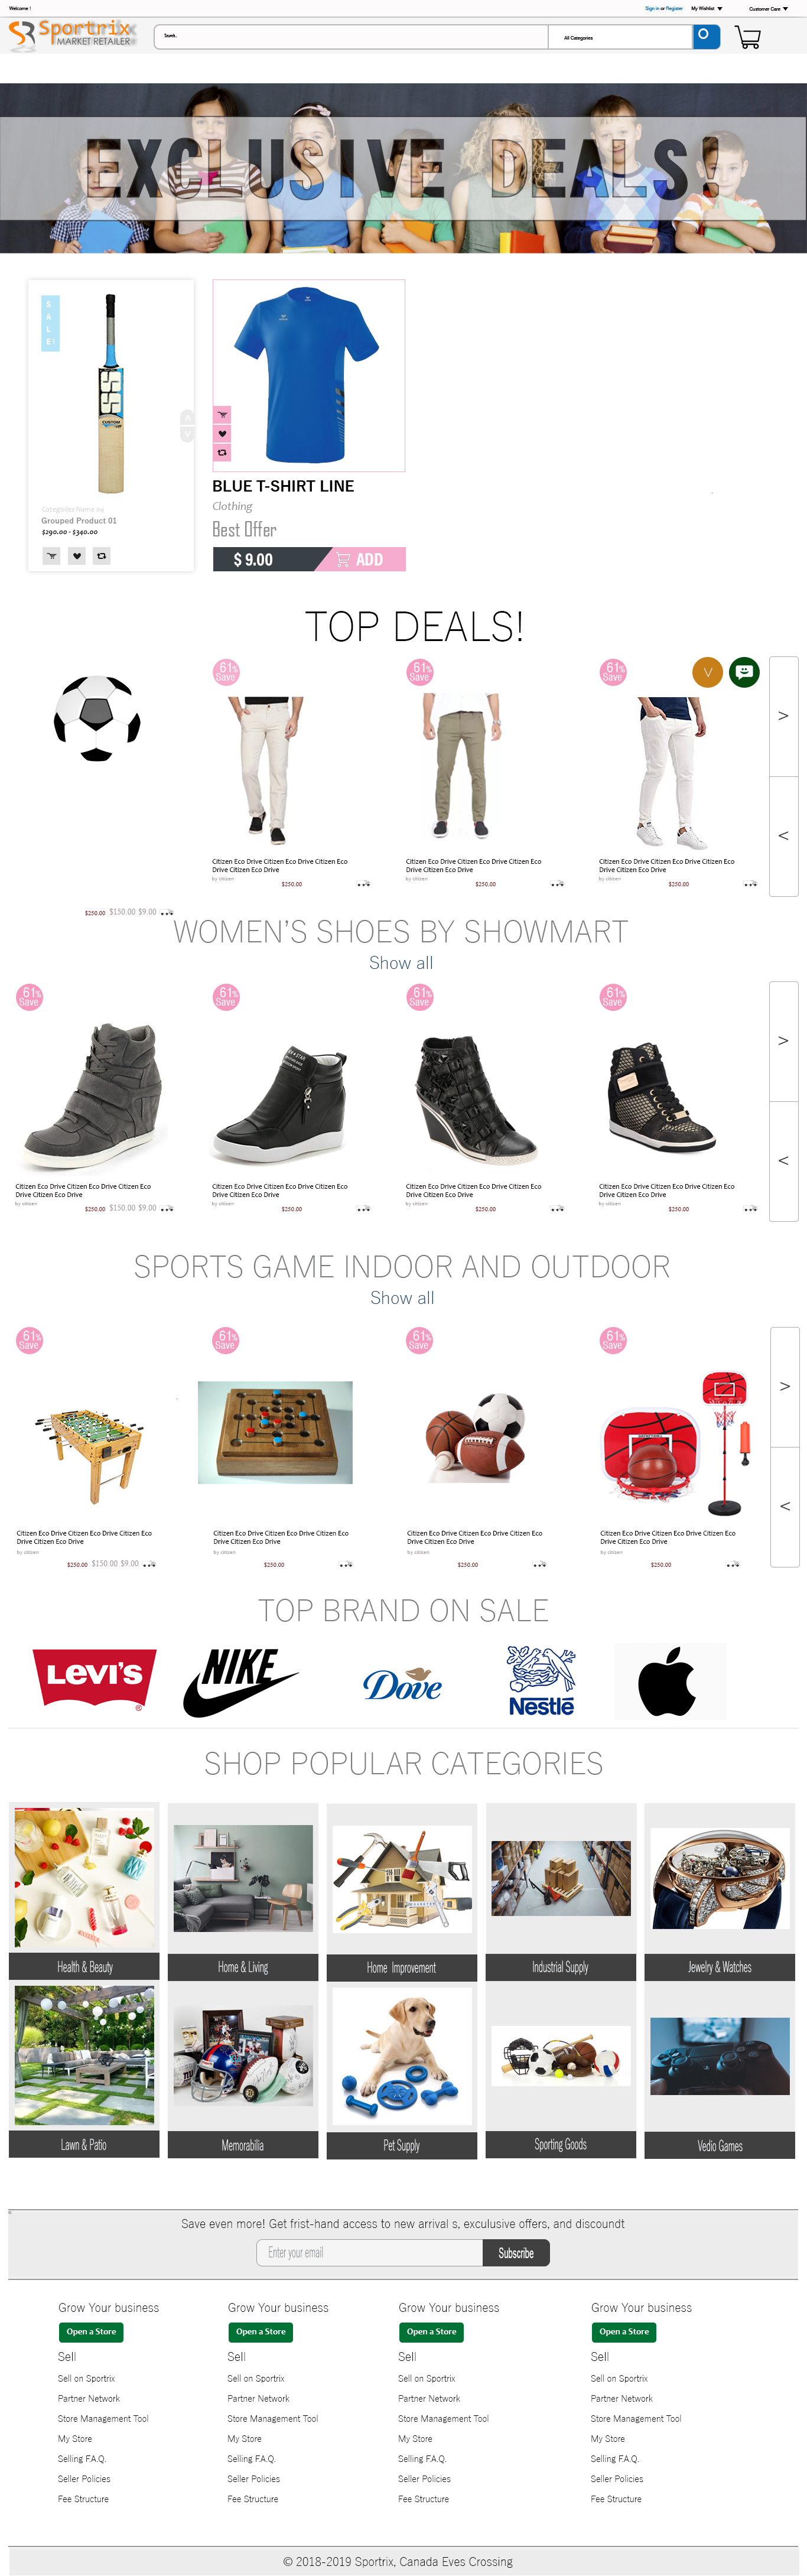 Welcome !
Sign in or Register
My Wishlist
Customer Care
Sportrix
MARKET RETAILER
Search..
All Categories
EXCLUSIVE DEALS!
SALE!
CUSTOM
Categories Name 04
Grouped Product 01
$290.00 - $340.00
BLUE T-SHIRT LINE
Clothing
Best Offer
$ 9.00
ADD
TOP DEALS!
61%
Save
61%
Save
61%
Save
V
>
<
Citizen Eco Drive Citizen Eco Drive Citizen Eco
Drive Citizen Eco Drive
by citizen
$250.00
Citizen Eco Drive Citizen Eco Drive Citizen Eco
Drive Citizen Eco Drive
by citizen
$250.00
Citizen Eco Drive Citizen Eco Drive Citizen Eco
Drive Citizen Eco Drive
by citizen
$250.00
$250.00 $150.00 $9.00
WOMEN'S SHOES BY SHOWMART
Show all
61%
Save
61%
Save
61%
Save
61%
Save
>
<
Citizen Eco Drive Citizen Eco Drive Citizen Eco
Drive Citizen Eco Drive
by citizen
$250.00 $150.00 $9.00
Citizen Eco Drive Citizen Eco Drive Citizen Eco
Drive Citizen Eco Drive
by citizen
$250.00
Citizen Eco Drive Citizen Eco Drive Citizen Eco
Drive Citizen Eco Drive
by citizen
$250.00
Citizen Eco Drive Citizen Eco Drive Citizen Eco
Drive Citizen Eco Drive
by citizen
$250.00
SPORTS GAME INDOOR AND OUTDOOR
Show all
61%
Save
61%
Save
61%
Save
61%
Save
>
<
Citizen Eco Drive Citizen Eco Drive Citizen Eco
Drive Citizen Eco Drive
by citizen
$250.00 $150.00 $9.00
Citizen Eco Drive Citizen Eco Drive Citizen Eco
Drive Citizen Eco Drive
by citizen
$250.00
Citizen Eco Drive Citizen Eco Drive Citizen Eco
Drive Citizen Eco Drive
by citizen
$250.00
Citizen Eco Drive Citizen Eco Drive Citizen Eco
Drive Citizen Eco Drive
by citizen
$250.00
TOP BRAND ON SALE
LEVI'S ®
NIKE
Dove
Nestlé
SHOP POPULAR CATEGORIES
Health & Beauty
Home & Living
Home Improvement
Industrial Supply
Jewelry & Watches
Lawn & Patio
Memorabilia
Pet Supply
Sporting Goods
Vedio Games
Save even more! Get frist-hand access to new arrival s, exculusive offers, and discoundt
Enter your email
Subscribe
Grow Your business
Open a Store
Sell
Sell on Sportrix
Partner Network
Store Management Tool
My Store
Selling F.A.Q.
Seller Policies
Fee Structure
Grow Your business
Open a Store
Sell
Sell on Sportrix
Partner Network
Store Management Tool
My Store
Selling F.A.Q.
Seller Policies
Fee Structure
Grow Your business
Open a Store
Sell
Sell on Sportrix
Partner Network
Store Management Tool
My Store
Selling F.A.Q.
Seller Policies
Fee Structure
Grow Your business
Open a Store
Sell
Sell on Sportrix
Partner Network
Store Management Tool
My Store
Selling F.A.Q.
Seller Policies
Fee Structure
© 2018-2019 Sportrix, Canada Eves Crossing